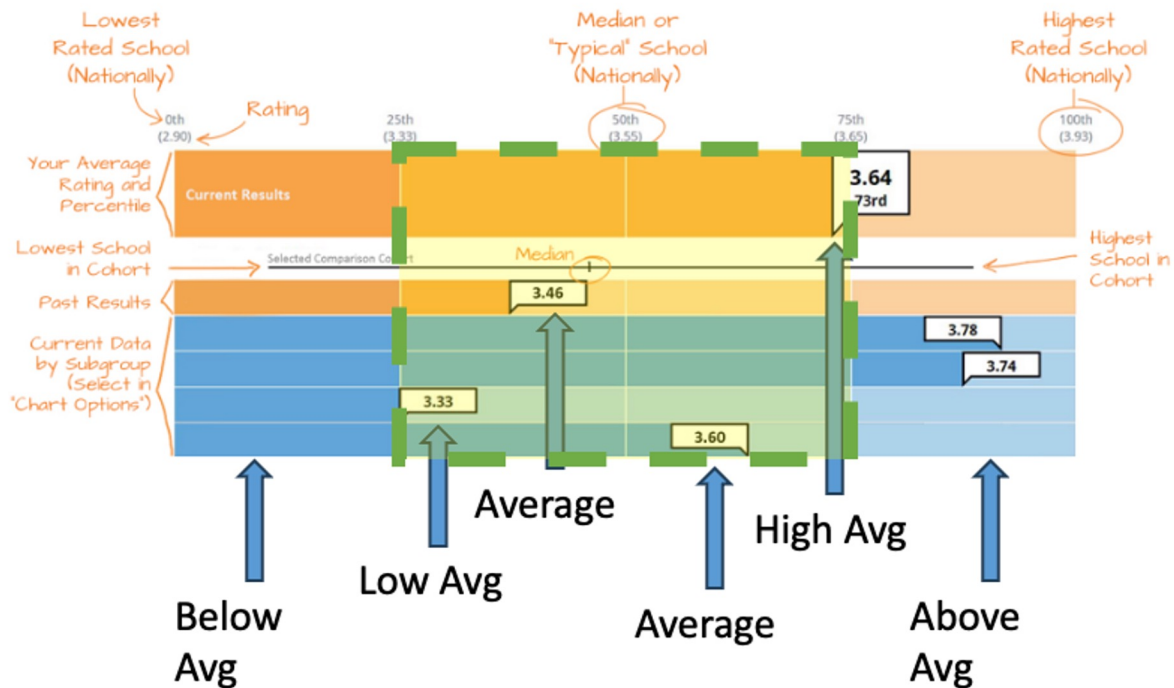 Lowest
Rated School
(Nationally)
Median or
"Typical" School
(Nationally)
Highest
Rated School
(Nationally)
Rating
0th
(2.90)
25th
(3.33)
50th
(3.55)
75th
(3.65)
100th
(3.93)
Your Average
Rating and
Percentile
Current Results
3.64
73rd
Lowest School
in Cohort
Selected Comparison Cohort
Median
Highest
School in
Cohort
Past Results
3.46
Current Data
by Subgroup
(Select in
"Chart Options")
3.78
3.74
3.33
3.60
Average
High Avg
Low Avg
Below
Avg
Average
Above
Avg